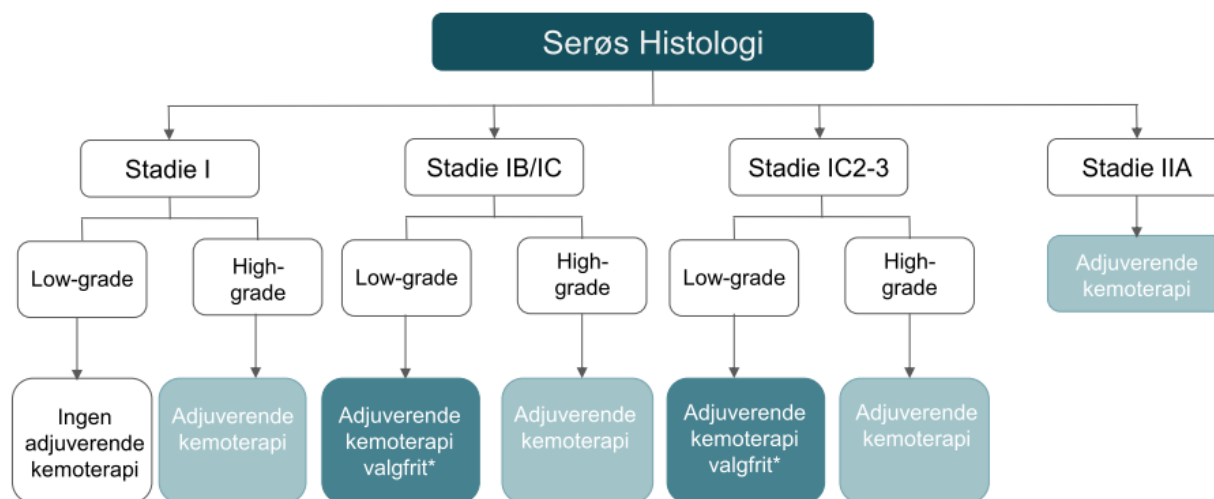 Serøs Histologi
Stadie I
Stadie IB/IC
Stadie IC2-3
Stadie IIA
Low-grade
High-
grade
Low-grade
High-
grade
Low-grade
High-
grade
Adjuverende
kemoterapi
Ingen
adjuverende
kemoterapi
Adjuverende
kemoterapi
Adjuverende
kemoterapi
valgfrit*
Adjuverende
kemoterapi
Adjuverende
kemoterapi
valgfrit*
Adjuverende
kemoterapi